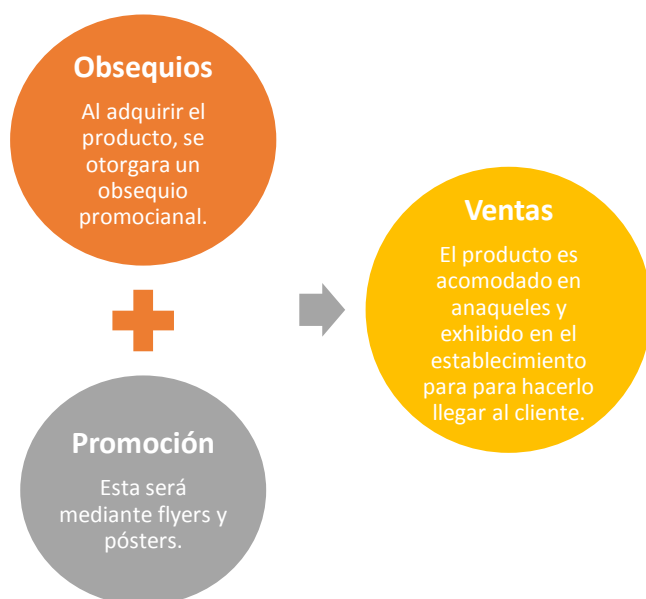 Obsequios
Al adquirir el
producto, se
otorgara un
obsequio
promocianal.
Promoción
Esta será
mediante flyers y
pósters.
Ventas
El producto es
acomodado en
anaqueles y
exhibido en el
establecimiento
para para hacerlo
llegar al cliente.